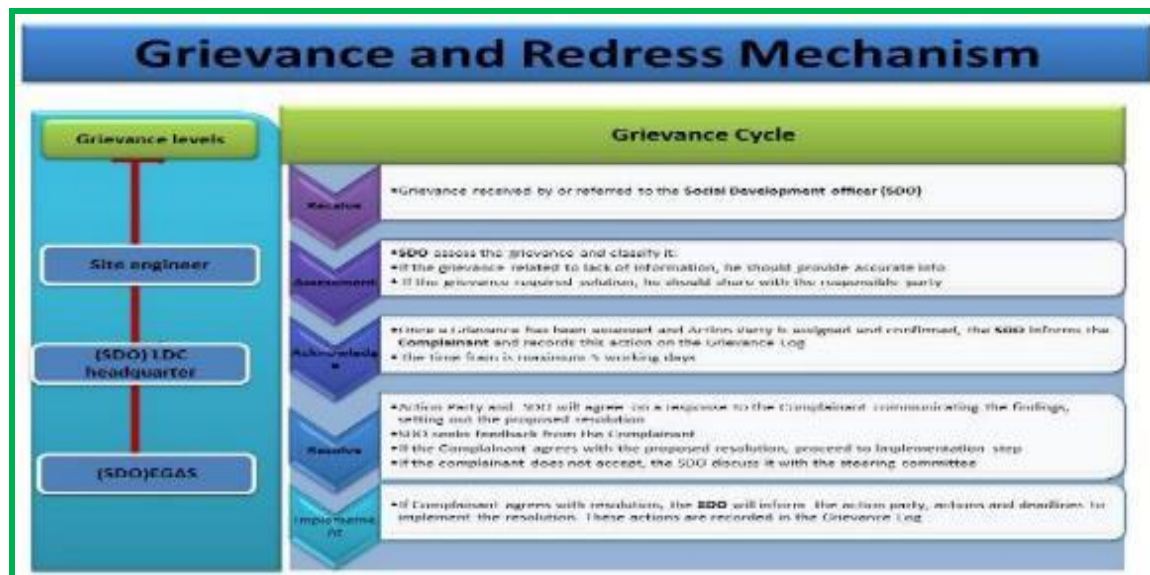 Grievance and Redress Mechanism
Grievance levels
Site engineer
(SDO) LDC
headquarter
(SDO)EGAS
Grievance Cycle
Receive
•Grievance received by or referred to the Social Development officer (SDO)
Assessment
•SDO assess the grievance and classify it:
•If the grievance related to lack of information, he should provide accurate info
• If the grievance required solution, he should share with the responsible party
Acknowledg
e
•Once a Grievance has been assessed and Action Party is assigned and confirmed, the SDO informs the
Complainant and records this action on the Grievance Log
• the time fram is maximum 5 working days
Resolve
•Action Party and SDO will agree on a response to the Complainant communicating the findings,
setting out the proposed resolution
•SDO seeks feedback from the Complainant
•If the Complainant agrees with the proposed resolution, proceed to Implementation step
•If the complainant does not accept, the SDO discuss it with the steering committee
Impleme
nt
•If Complainant agrees with resolution, the SDO will inform the action party, actions and deadlines to
implement the resolution. These actions are recorded in the Grievance Log